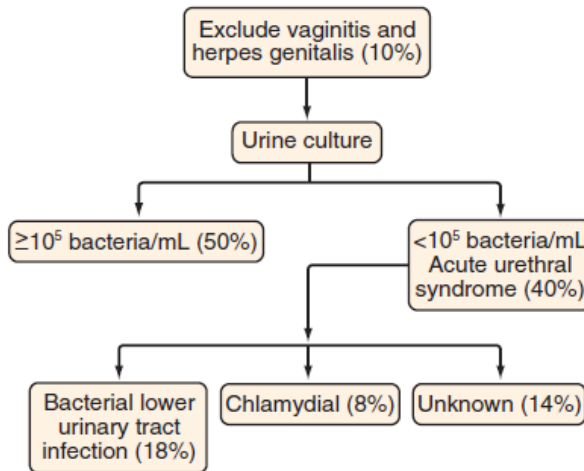 Exclude vaginitis and
herpes genitalis (10%)
Urine culture
≥10⁵ bacteria/mL (50%)
<10⁵ bacteria/mL
Acute urethral
syndrome (40%)
Bacterial lower
urinary tract
infection (18%)
Chlamydial (8%)
Unknown (14%)